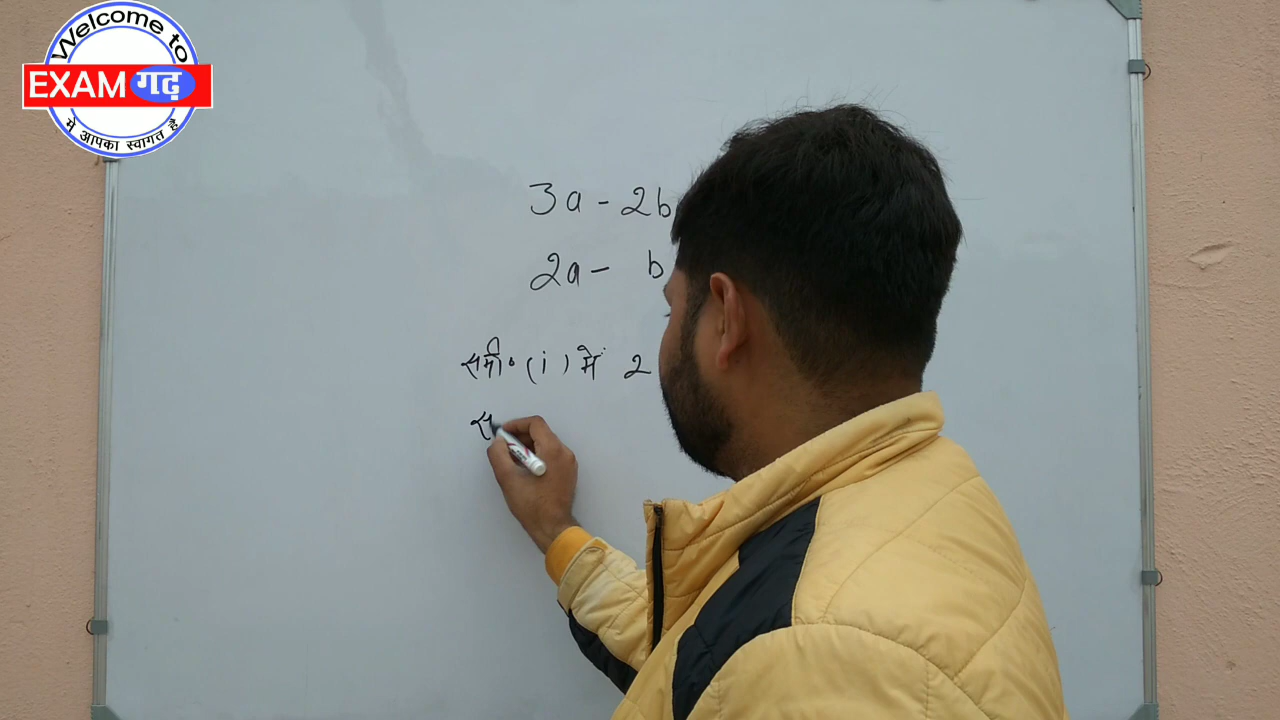 Welcome to
EXAM गढ़
मे आपका स्वागत है
3a - 2b
2a - b
समी० (i) में 2
स